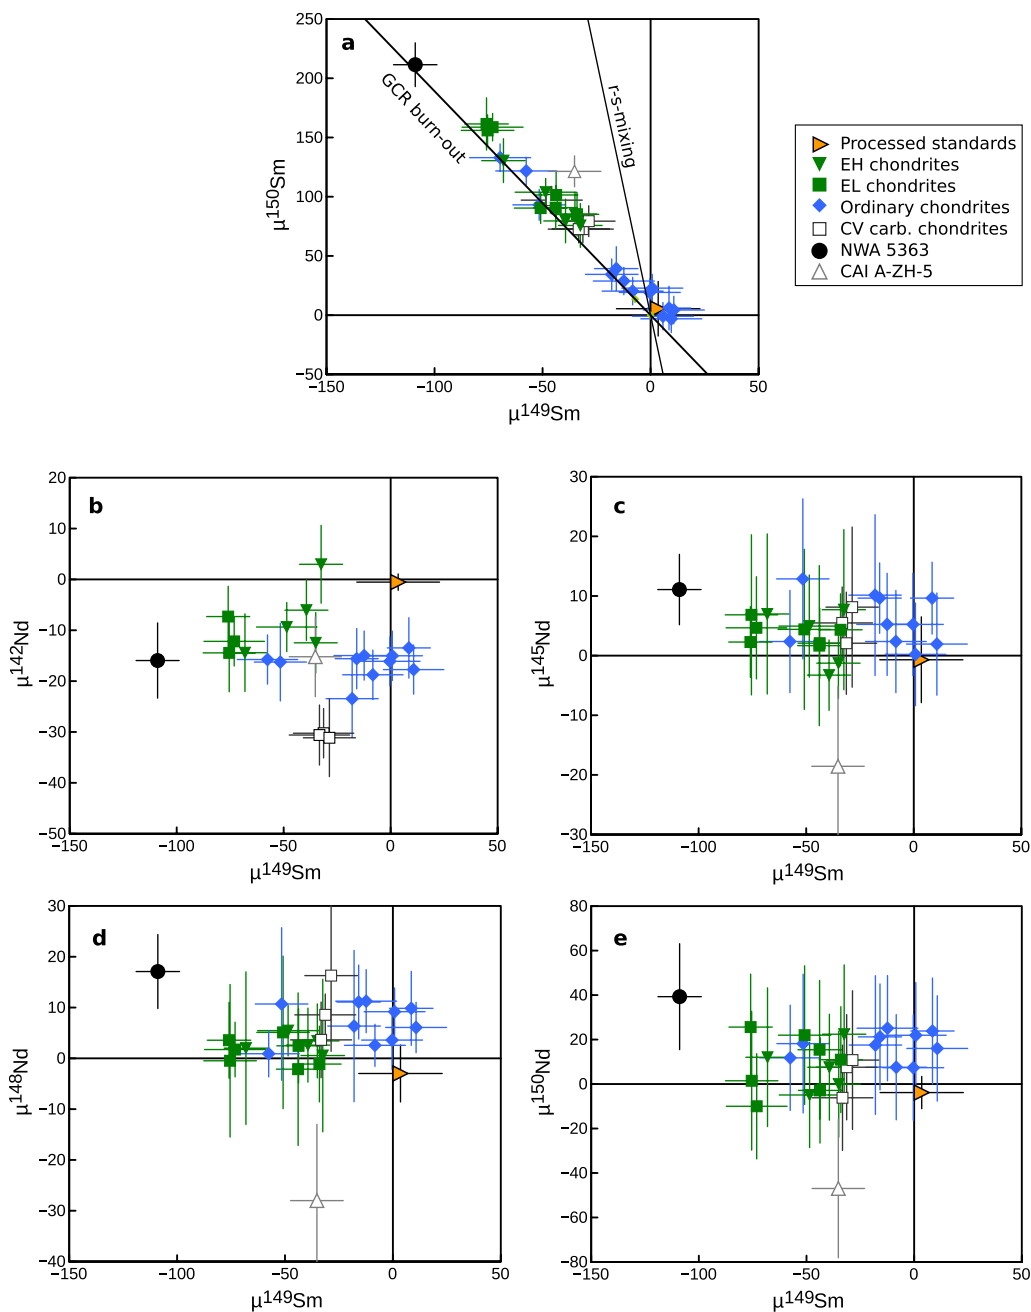 250
200
150
100
50
0
−50
−150
−100
−50
0
50
μ150Sm
μ149Sm
a
GCR burn-out
r-s-mixing
Processed standards
EH chondrites
EL chondrites
Ordinary chondrites
CV carb. chondrites
NWA 5363
CAI A-ZH-5
20
10
0
−10
−20
−30
−40
−50
−150
−100
−50
0
50
μ142Nd
μ149Sm
b
30
20
10
0
−10
−20
−30
−150
−100
−50
0
50
μ145Nd
μ149Sm
c
30
20
10
0
−10
−20
−30
−40
−150
−100
−50
0
50
μ148Nd
μ149Sm
d
80
60
40
20
0
−20
−40
−60
−80
−150
−100
−50
0
50
μ150Nd
μ149Sm
e